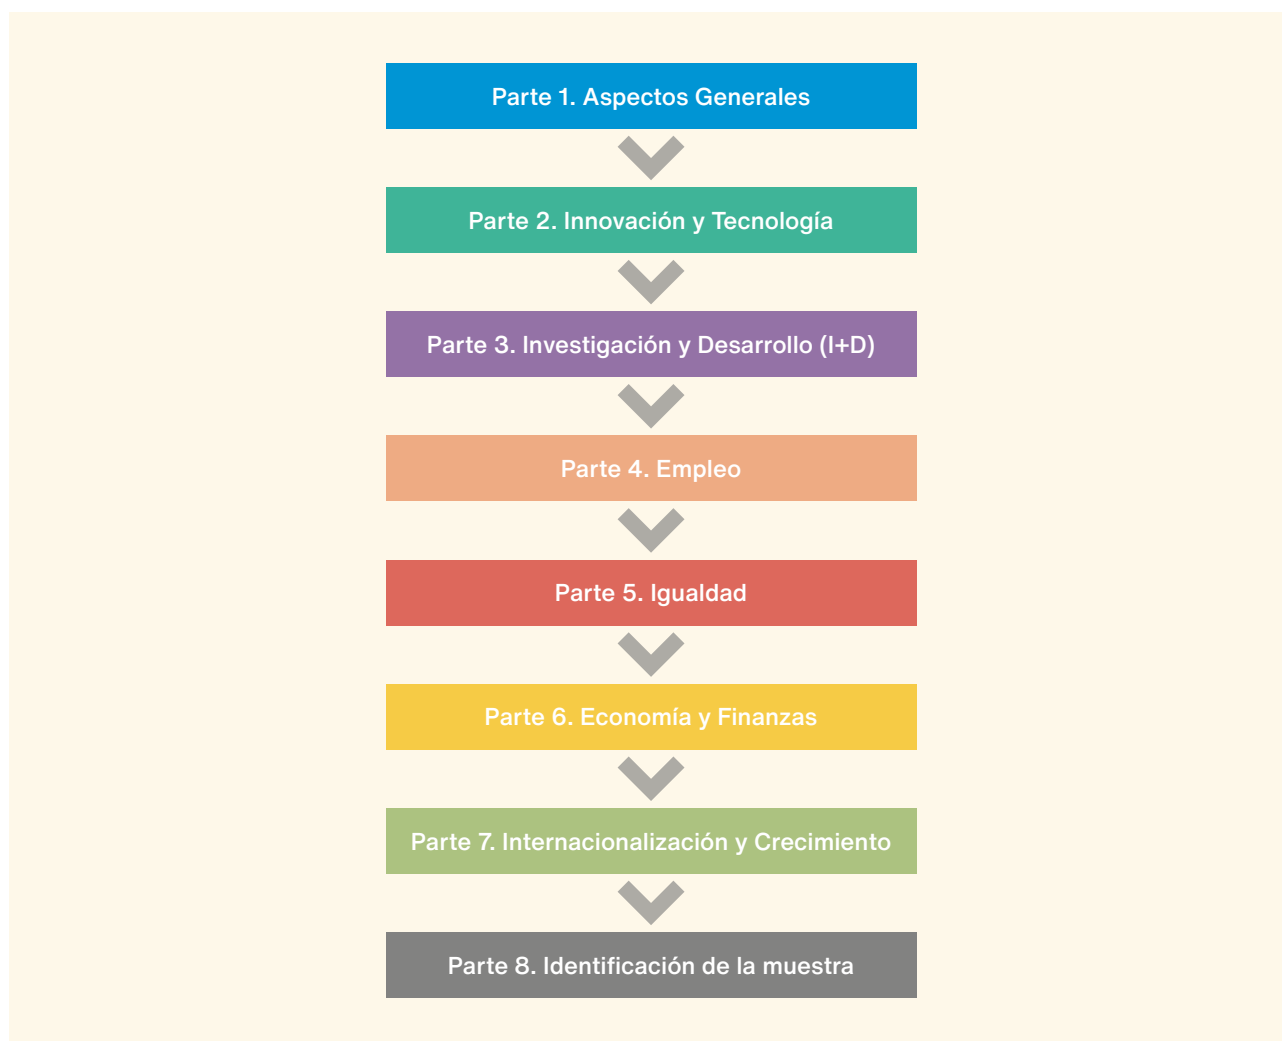 Parte 1. Aspectos Generales
Parte 2. Innovación y Tecnología
Parte 3. Investigación y Desarrollo (I+D)
Parte 4. Empleo
Parte 5. Igualdad
Parte 6. Economía y Finanzas
Parte 7. Internacionalización y Crecimiento
Parte 8. Identificación de la muestra